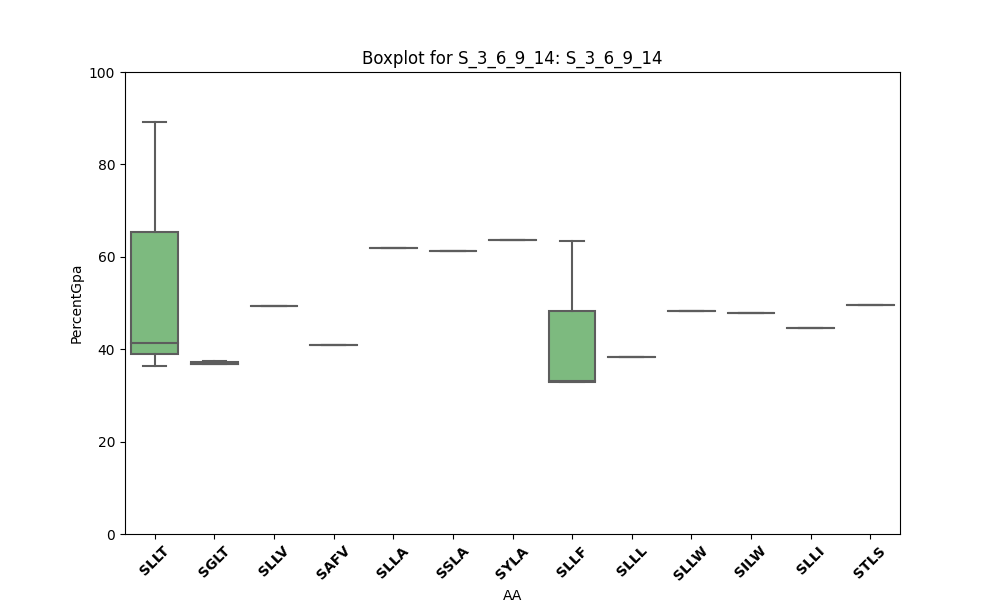 Boxplot for S_3_6_9_14: S_3_6_9_14
100
80
60
40
20
0
PercentGpa
SLLT
SGLT
SLLV
SAFV
SLLA
SSLA
SYLA
SLLF
SLLL
SLLW
SILW
SLLI
STLS
AA